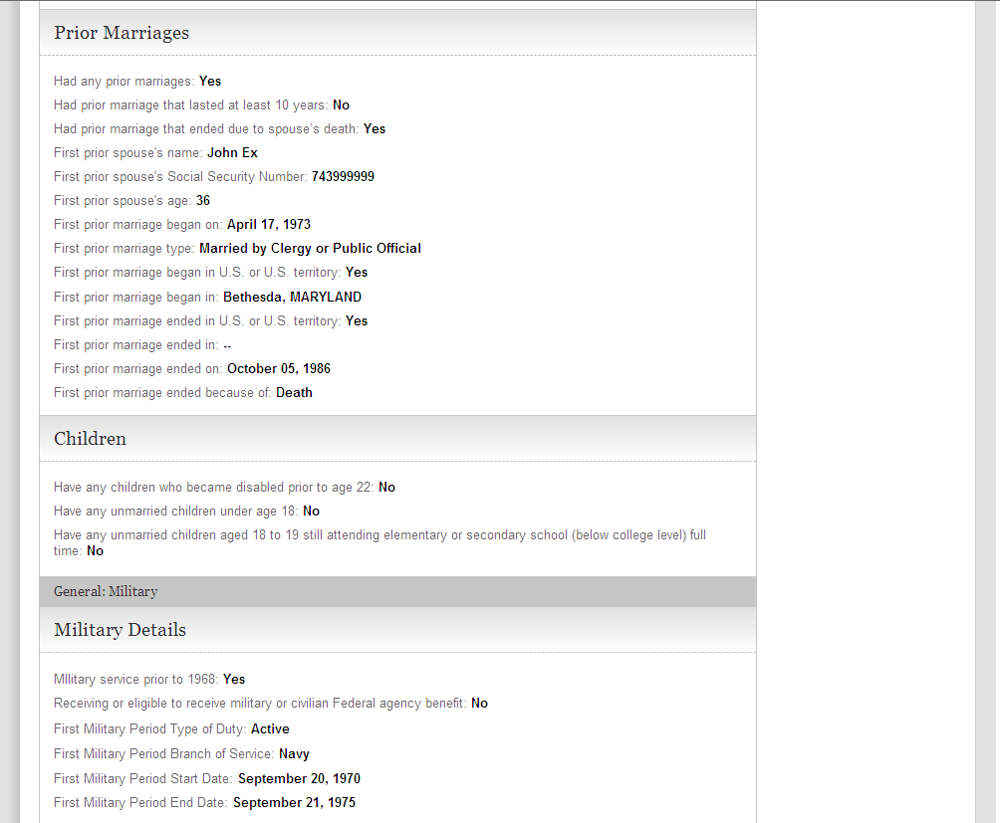 Prior Marriages
Had any prior marriages: Yes
Had prior marriage that lasted at least 10 years: No
Had prior marriage that ended due to spouse's death: Yes
First prior spouse's name: John Ex
First prior spouse's Social Security Number: 743999999
First prior spouse's age: 36
First prior marriage began on: April 17, 1973
First prior marriage type: Married by Clergy or Public Official
First prior marriage began in U.S. or U.S. territory: Yes
First prior marriage began in: Bethesda, MARYLAND
First prior marriage ended in U.S. or U.S. territory: Yes
First prior marriage ended in: --
First prior marriage ended on: October 05, 1986
First prior marriage ended because of: Death
Children
Have any children who became disabled prior to age 22: No
Have any unmarried children under age 18: No
Have any unmarried children aged 18 to 19 still attending elementary or secondary school (below college level) full
time: No
General: Military
Military Details
MIlitary service prior to 1968: Yes
Receiving or eligible to receive military or civilian Federal agency benefit: No
First Military Period Type of Duty: Active
First Military Period Branch of Service: Navy
First Military Period Start Date: September 20, 1970
First Military Period End Date: September 21, 1975